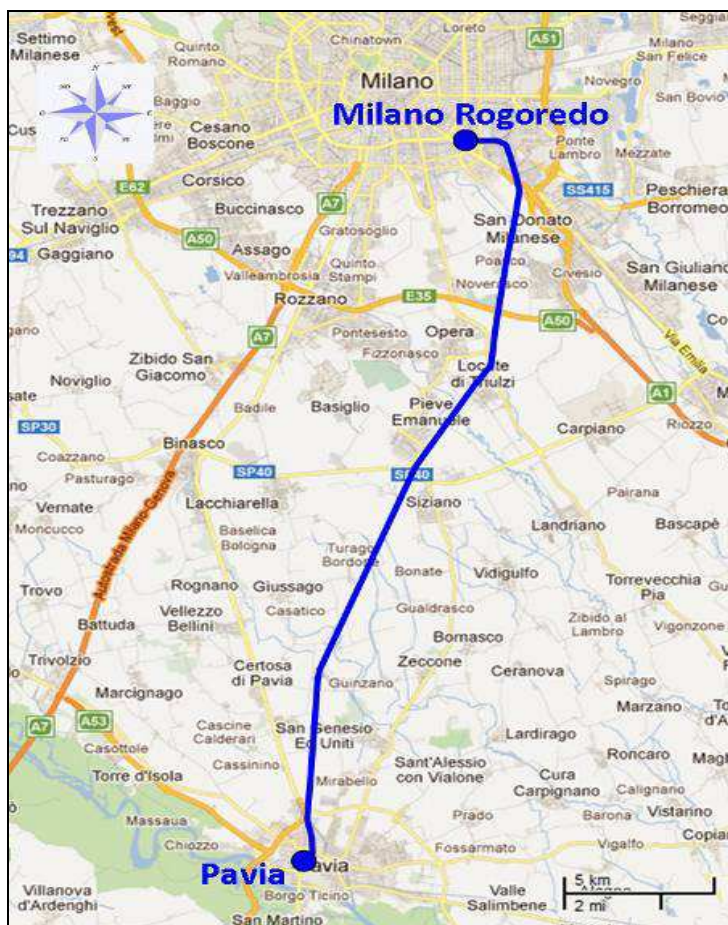 Settimo
Milanese
Quinto
Romano
Chinatown
Loreto
A51
Milano
San Felice
Segg
Milano
Novegro
San Bovio
Baggio
Milano Rogoredo
Cesano
Boscone
Ponte
Lambro
Mezzate
E62
Corsico
A7
SS415
Peschiera
Borromeo
Trezzano
Sul Naviglio
Buccinasco
San Donato
Milanese
Gaggiano
A50
Assago
Gratosoglio
Poasco
Civesio
San Giuliano
Milanese
Valleambrosia
Quinto
Stampi
Noverasco
Rozzano
E35
A50
A7
Pontesesto
Opera
Via Emilia
Zibido San
Giacomo
Fizzonasco
Locate
di Triulzi
Noviglio
A1
Badile
Basiglio
Pieve
Emanuele
Carpiano
Riozzo
SP30
Binasco
Coazzano
Pasturago
SP40
SP40
Vernate
Lacchiarella
Siziano
Pairana
Moncucco
Autostrada Milano-Genova
Baselica
Bologna
Landriano
Bascapè
Turago
Bordone
Trovo
Rognano
Giussago
Bonate
Vidigulfo
Torrevecchia
Pia
Battuda
Vellezzo
Bellini
Casatico
Gualdrasco
Zibido al
Lambro
Vigonzone
Bornasco
Trivolzio
Certosa
di Pavia
Zeccone
Ceranova
Marcignago
Guinzano
Spirago
Marzano
A7
A53
Cascine
Calderari
San Genesio
Ed Uniti
Lardirago
Casottole
Cassinino
Sant'Alessio
con Vialone
Roncaro
Torre d'Isola
Mirabello
Cura
Carpignano
Calignario
Massaua
Prado
Barona
Vistarino
Chiozzo
Fossarmato
Vigalfo
Copian
Pavia
Pavia
5 km
2 mi
Villanova
d'Ardenghi
Borgo Ticino
Valle
Salimbene
San Martino